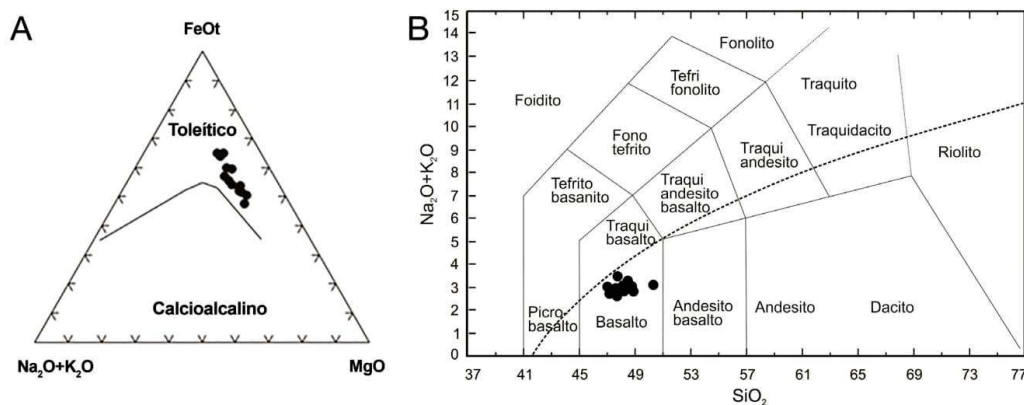 A
FeOt
Toleítico
Calcioalcalino
Na₂O+K₂O
MgO
B
Na₂O+K₂O
15
14
13
12
11
10
9
8
7
6
5
4
3
2
1
0
Fonolito
Tefri
fonolito
Traquito
Foidito
Fono
tefrito
Traquidacito
Traqui
andesito
Riolito
Tefrito
basanito
Traqui
andesito
basalto
Traqui
basalto
Picro
basalto
Basalto
Andesito
basalto
Andesito
Dacito
37 41 45 49 53 57 61 65 69 73 77
SiO₂